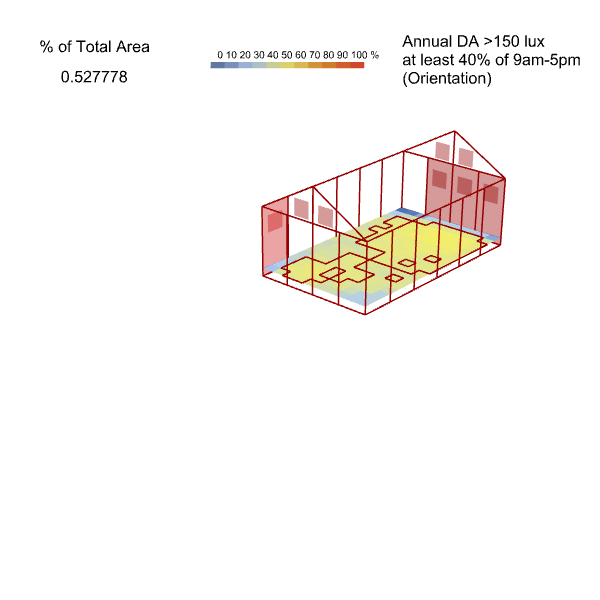 % of Total Area
0.527778
0 10 20 30 40 50 60 70 80 90 100 %
Annual DA >150 lux
at least 40% of 9am-5pm
(Orientation)